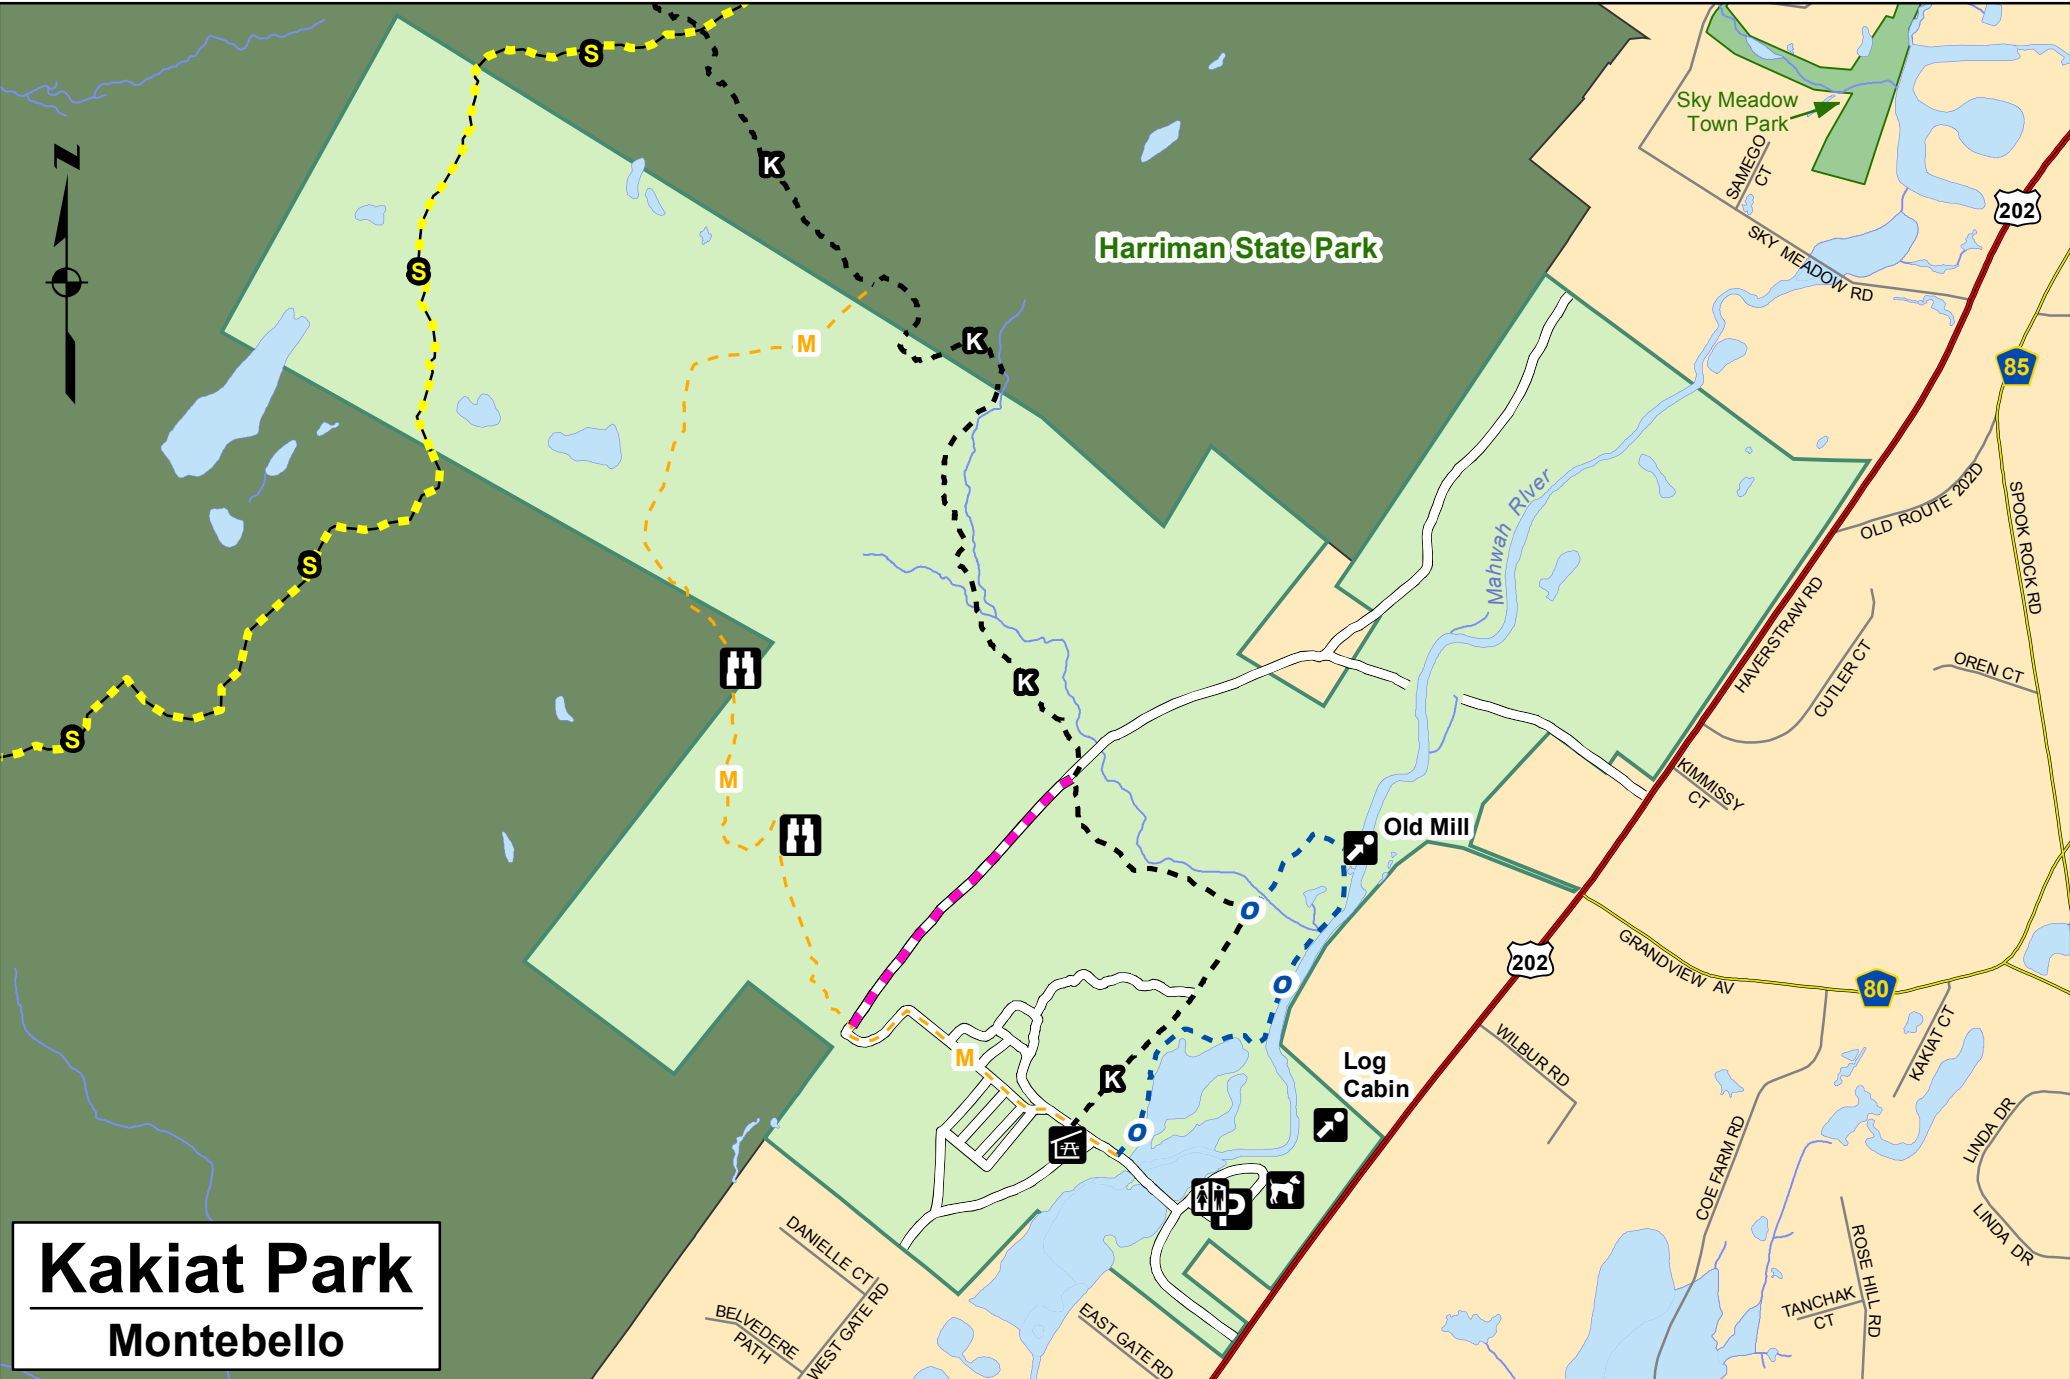 S
K
Sky Meadow
Town Park
SAMEGO
CT
202
SKY MEADOW RD
Harriman State Park
N
S
M
K
85
Mahwah RIver
OLD ROUTE 202D
SPOOK ROCK RD
S
HAVERSTRAW RD
CUTLER CT
OREN CT
K
S
M
KIMMISSY
CT
Old Mill
O
202
GRANDVIEW AV
80
O
M
K
Log
Cabin
WILBUR RD
KAKIAT CT
O
COE FARM RD
LINDA DR
LINDA DR
P
DANIELLE CT
WEST GATE RD
BELVEDERE
PATH
EAST GATE RD
TANCHAK
CT
ROSE HILL RD
Kakiat Park
Montebello